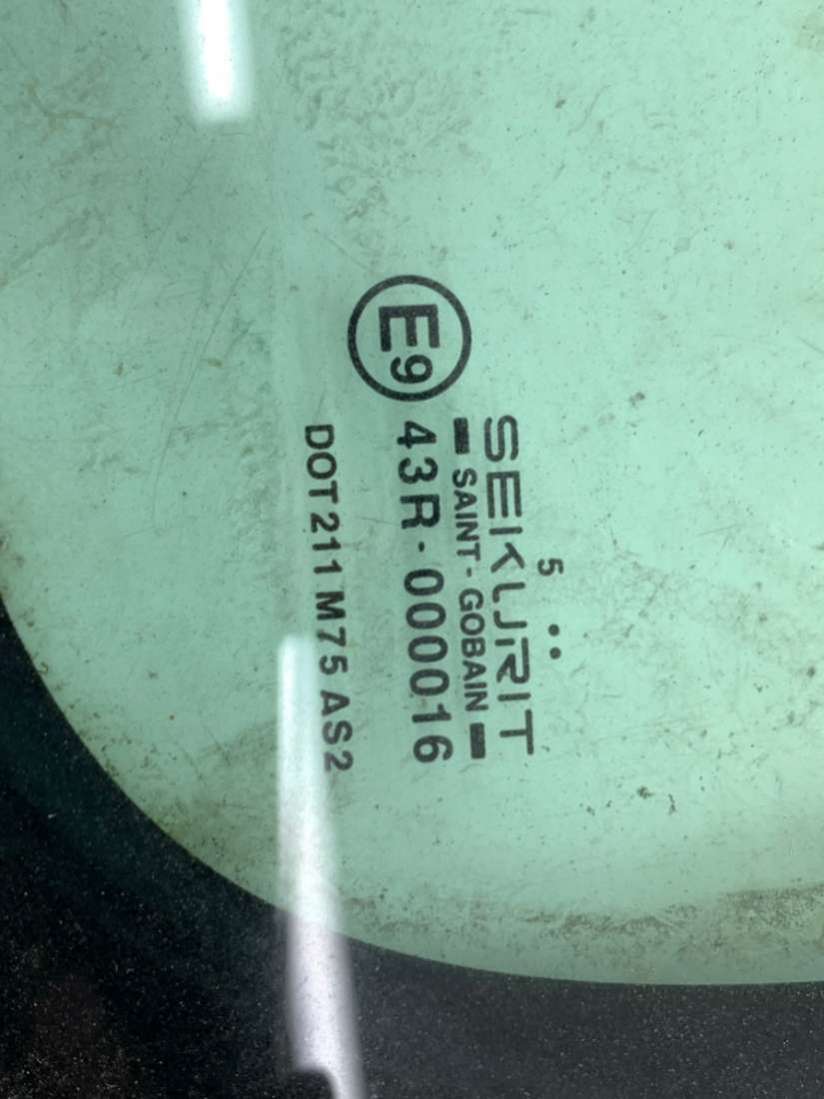 5 ..
SEKURIT
SAINT-GOBAIN
E9 43R-000016
DOT211 M75 AS2